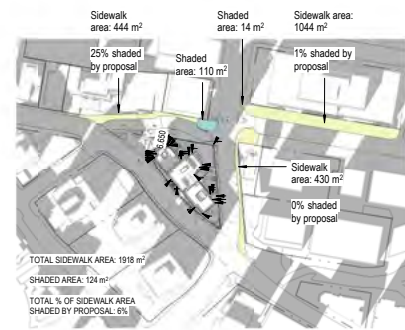 Sidewalk
area: 444 m²
25% shaded
by proposal
Shaded
area: 110 m²
Shaded
area: 14 m²
Sidewalk area:
1044 m²
1% shaded by
proposal
6.650
Sidewalk
area: 430 m²
0% shaded
by proposal
TOTAL SIDEWALK AREA: 1918 m²
SHADED AREA: 124 m²
TOTAL % OF SIDEWALK AREA
SHADED BY PROPOSAL: 6%